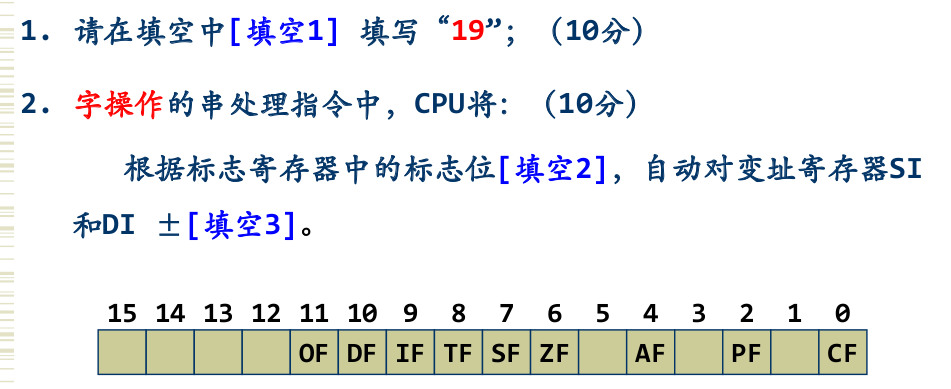 1. 请在填空中[填空1] 填写“19”；（10分）
2. 字操作的串处理指令中，CPU将：（10分）
根据标志寄存器中的标志位[填空2]，自动对变址寄存器SI
和DI ±[填空3]。
15 14 13 12 11 10 9 8 7 6 5 4 3 2 1 0
OF DF IF TF SF ZF AF PF CF